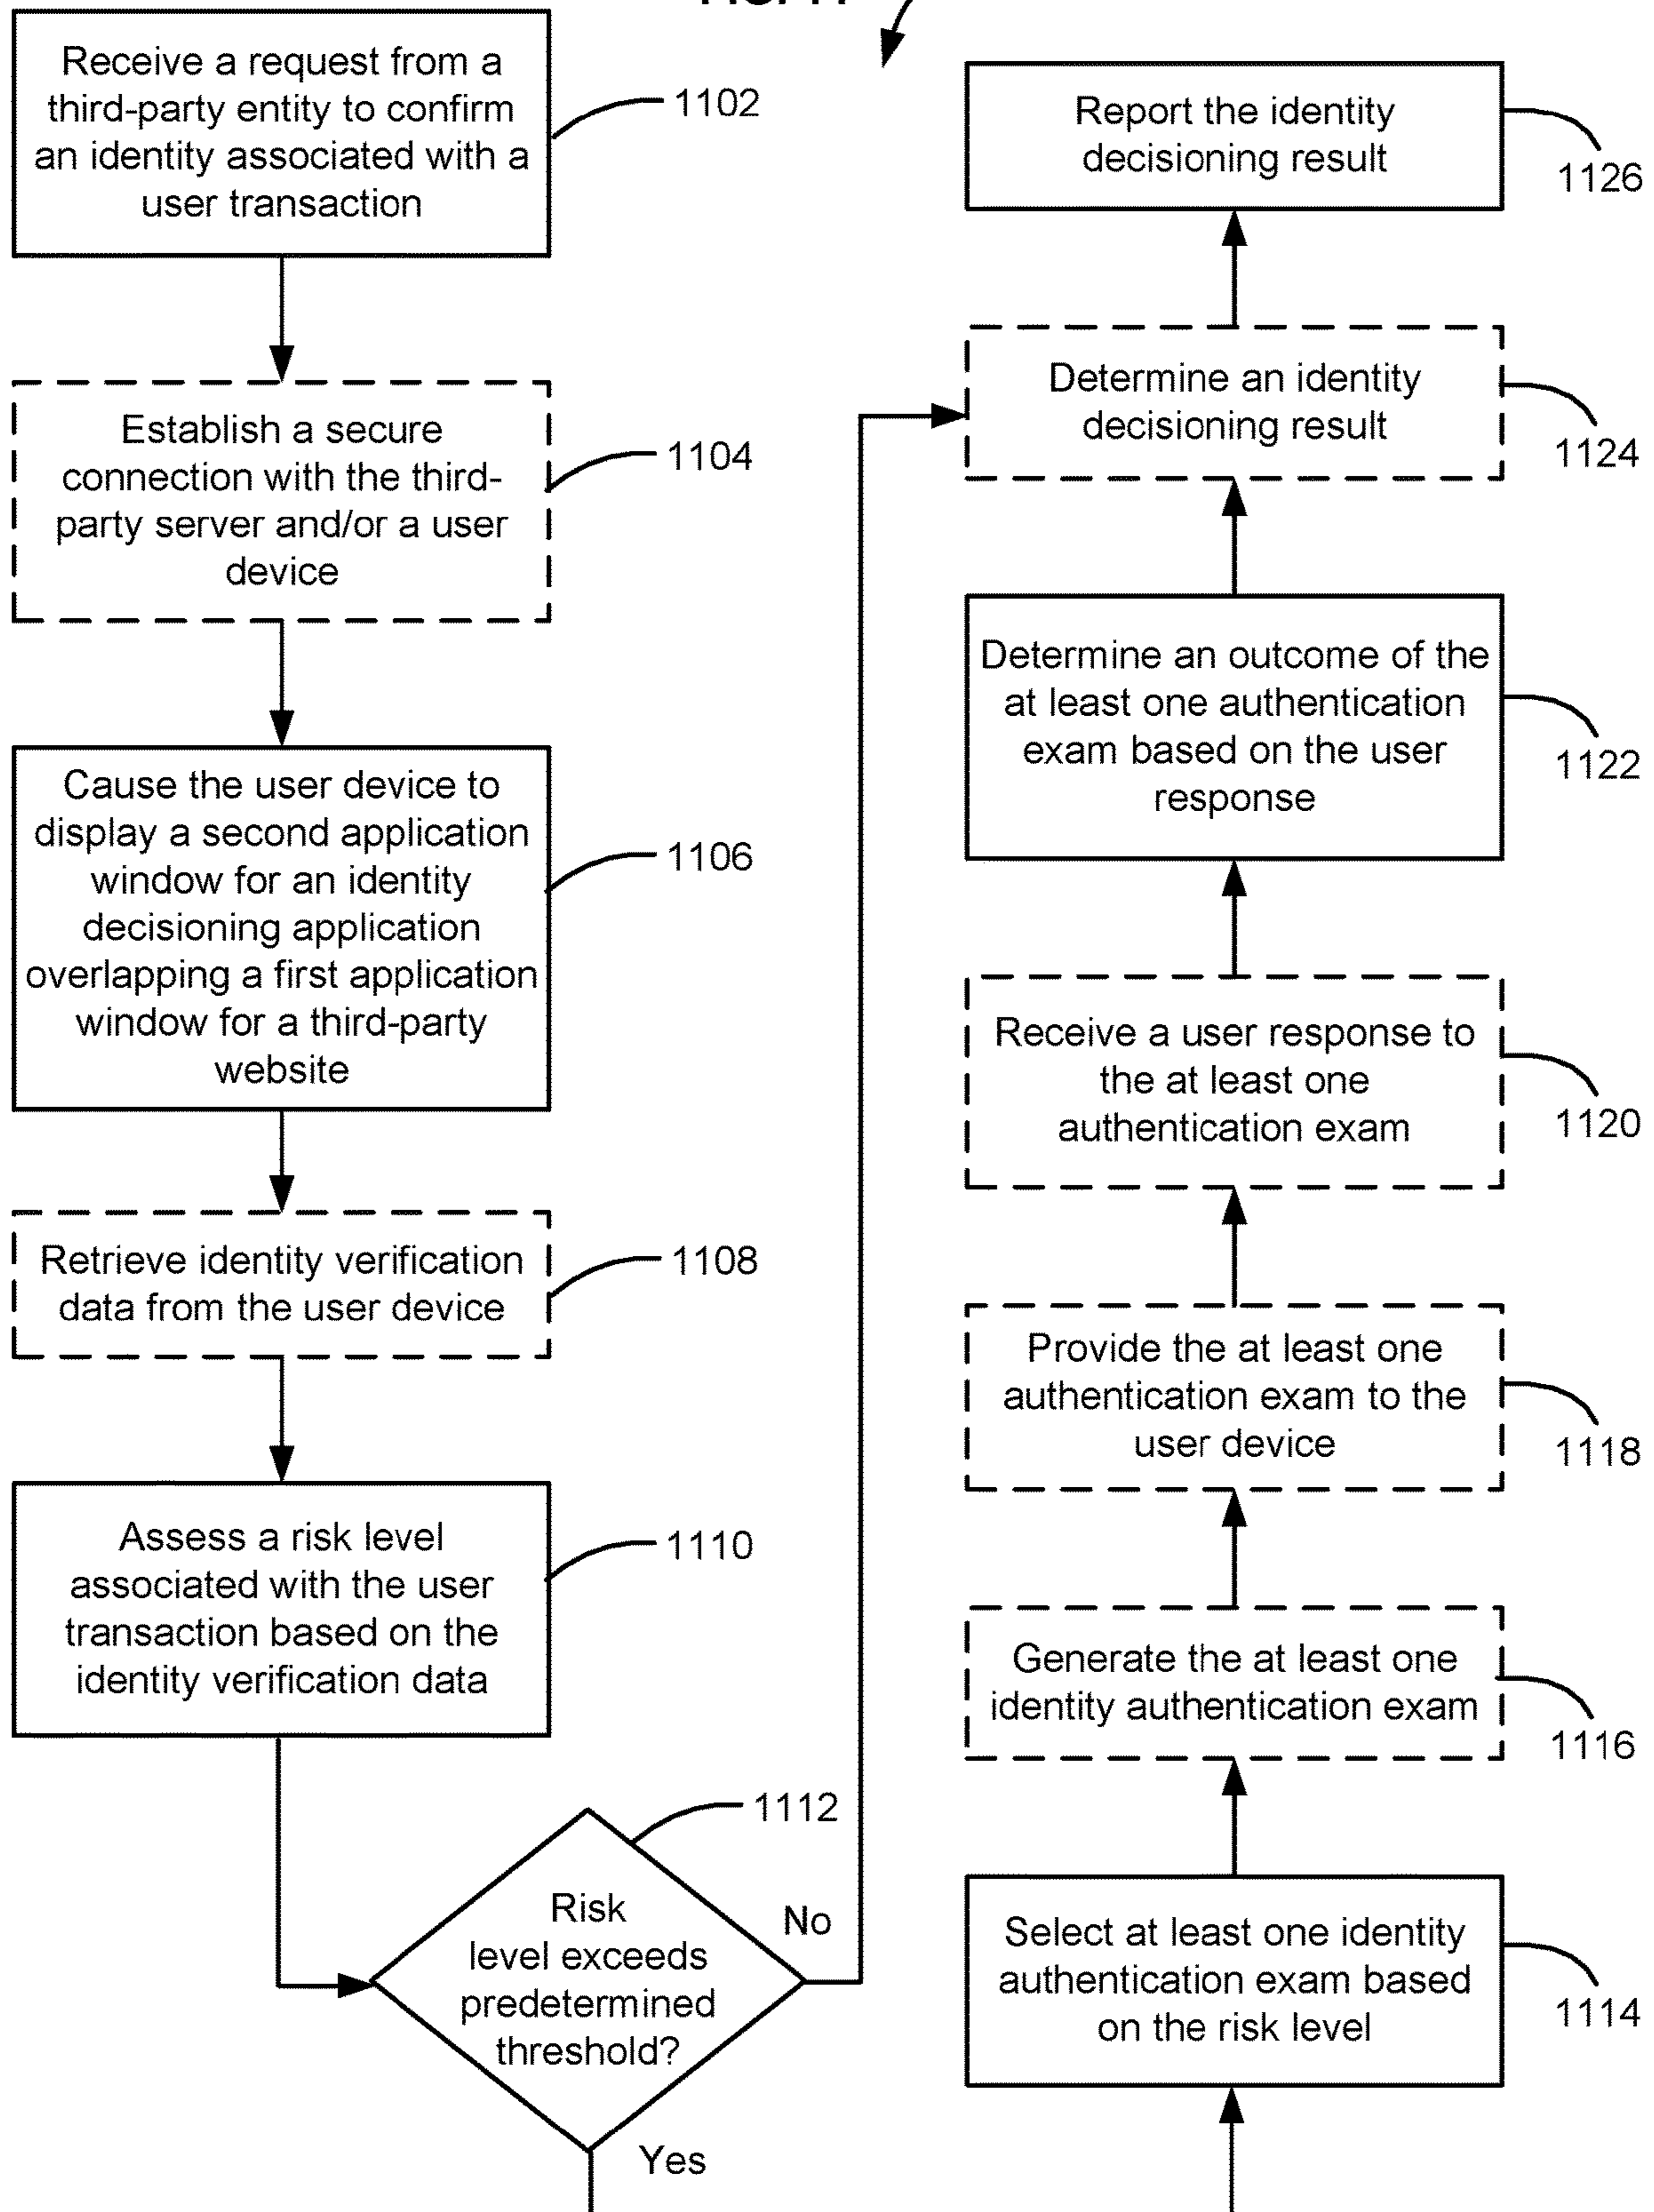 Receive a request from a
third-party entity to confirm
an identity associated with a
user transaction
1102
Establish a secure
connection with the third-
party server and/or a user
device
1104
Cause the user device to
display a second application
window for an identity
decisioning application
overlapping a first application
window for a third-party
website
1106
Retrieve identity verification
data from the user device
1108
Assess a risk level
associated with the user
transaction based on the
identity verification data
1110
1112
Risk
level exceeds
predetermined
threshold?
No
Yes
Report the identity
decisioning result
1126
Determine an identity
decisioning result
1124
Determine an outcome of the
at least one authentication
exam based on the user
response
1122
Receive a user response to
the at least one
authentication exam
1120
Provide the at least one
authentication exam to the
user device
1118
Generate the at least one
identity authentication exam
1116
Select at least one identity
authentication exam based
on the risk level
1114